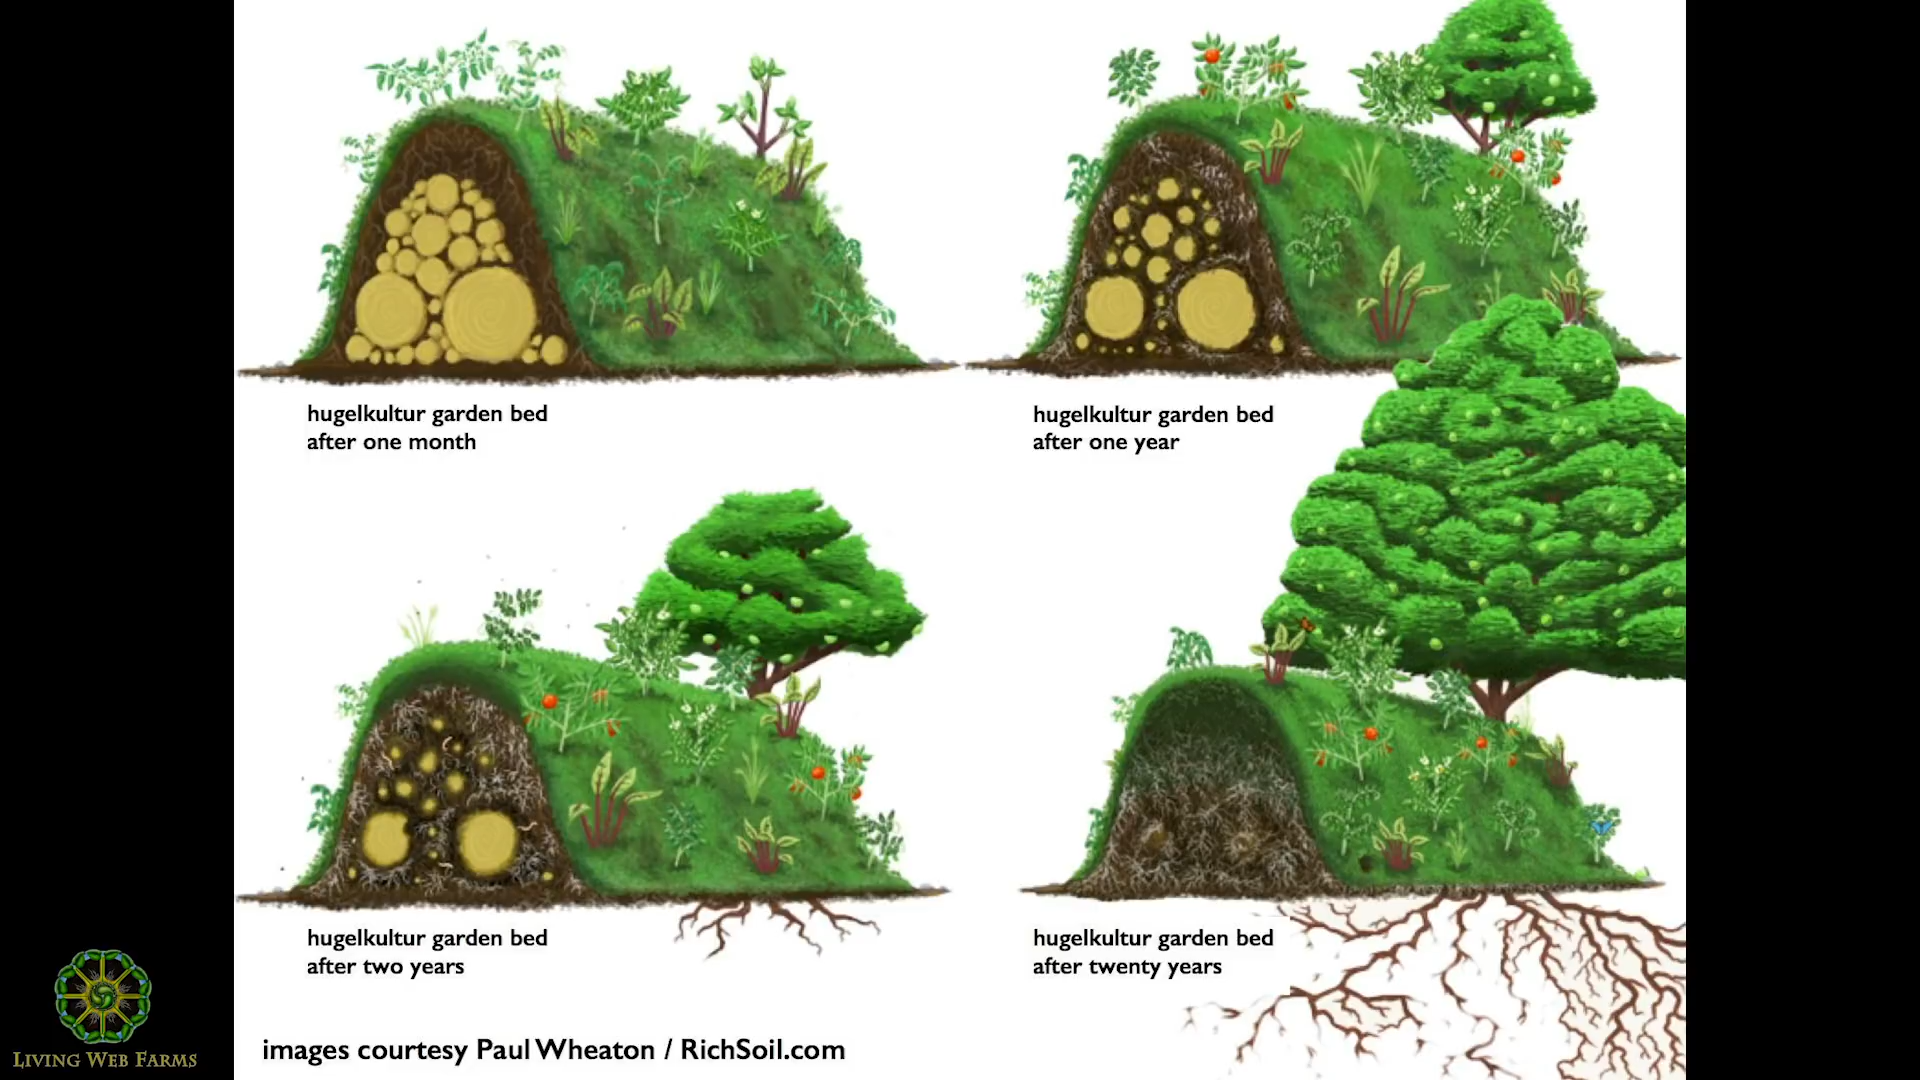 hugelkultur garden bed
after one month
hugelkultur garden bed
after one year
hugelkultur garden bed
after two years
hugelkultur garden bed
after twenty years
images courtesy Paul Wheaton / RichSoil.com
LIVING WEB FARMS